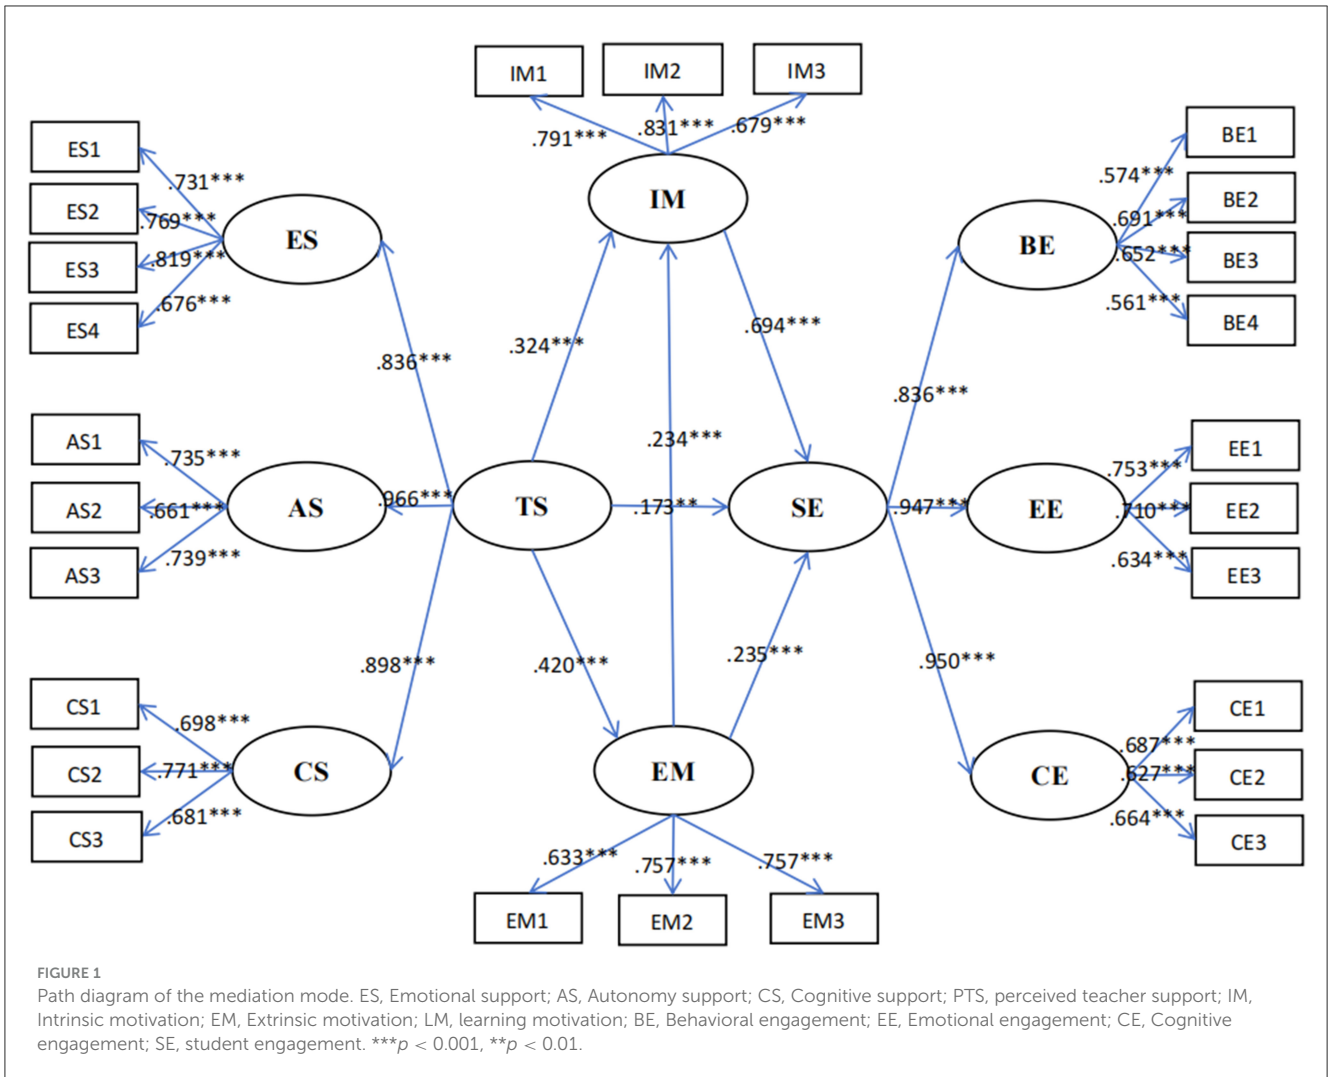 IM1 IM2 IM3
.791*** .831*** .679***
IM
ES1
ES2
ES3
ES4
.731***
.769***
.819***
.676***
ES
BE1
BE2
BE3
BE4
.574***
.691***
.652***
.561***
BE
.836***
.324***
.694***
.836***
.234***
AS1
AS2
AS3
.735***
.661***
.739***
AS
.966***
TS
.173**
SE
.947***
EE
.753***
.710***
.634***
EE1
EE2
EE3
.898***
.420***
.235***
.950***
CS1
CS2
CS3
.698***
.771***
.681***
CS
EM
CE
.687***
.627***
.664***
CE1
CE2
CE3
.633*** .757*** .757***
EM1 EM2 EM3
FIGURE 1
Path diagram of the mediation mode. ES, Emotional support; AS, Autonomy support; CS, Cognitive support; PTS, perceived teacher support; IM,
Intrinsic motivation; EM, Extrinsic motivation; LM, learning motivation; BE, Behavioral engagement; EE, Emotional engagement; CE, Cognitive
engagement; SE, student engagement. ***p < 0.001, **p < 0.01.